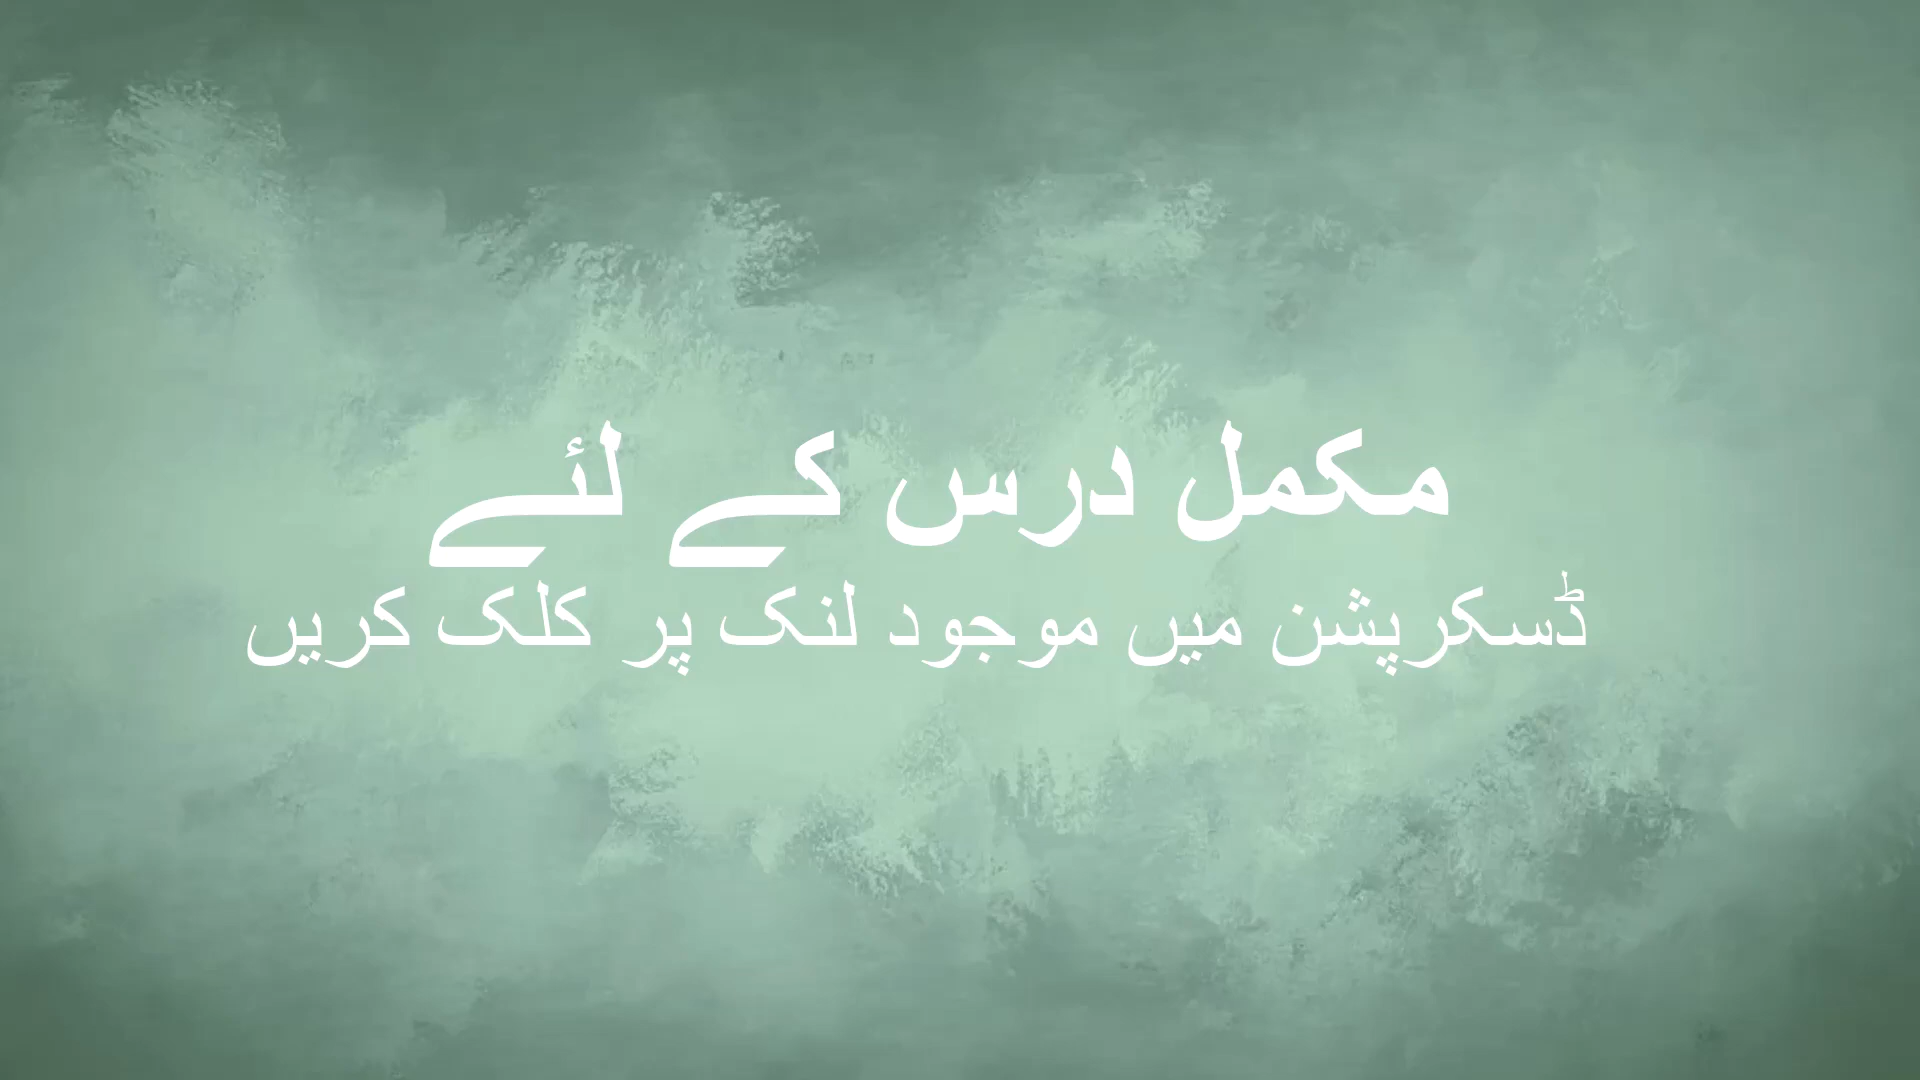 مکمل درس کے لئے
ڈسکرپشن میں موجود لنک پر کلک کریں